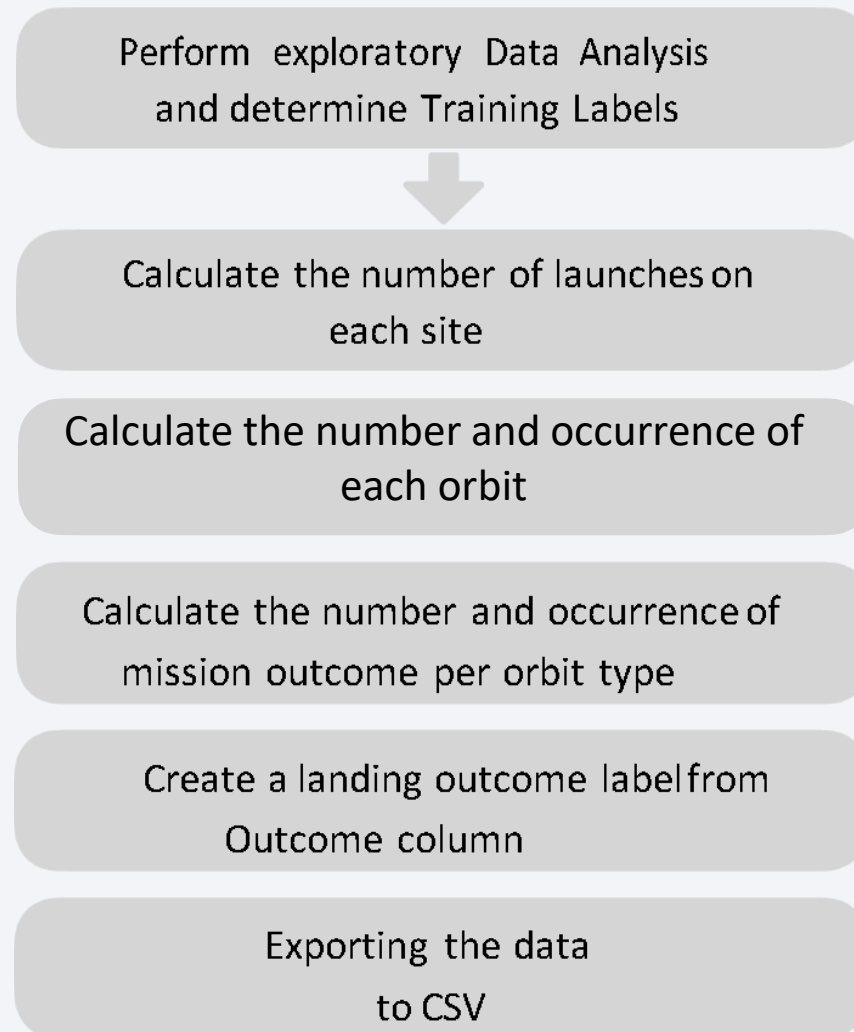 Perform exploratory Data Analysis
and determine Training Labels
Calculate the number of launches on
each site
Calculate the number and occurrence of
each orbit
Calculate the number and occurrence of
mission outcome per orbit type
Create a landing outcome label from
Outcome column
Exporting the data
to CSV